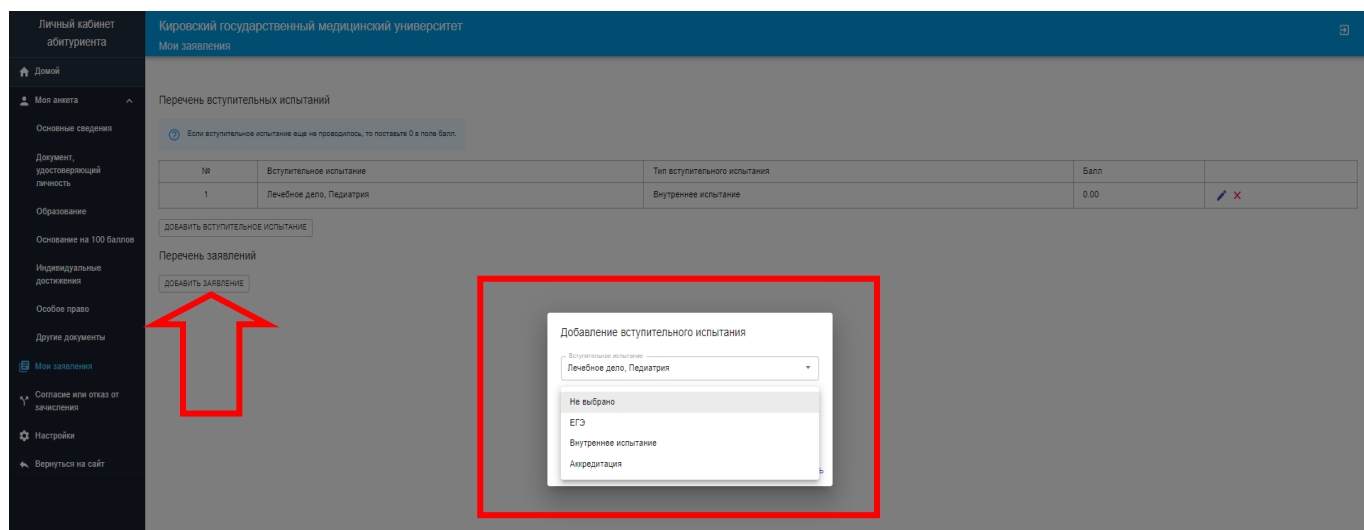 Личный кабинет
абитуриента
Кировский государственный медицинский университет
Мои заявления
Домой
Моя анкета
Основные сведения
Документ,
удостоверяющий
личность
Образование
Основание на 100 баллов
Индивидуальные
достижения
Особое право
Другие документы
Мои заявления
Согласие или отказ от
зачисления
Настройки
Вернуться на сайт
Перечень вступительных испытаний
Если вступительное испытание еще не проводилось, то поставьте 0 в поле балл.
№ Вступительное испытание Тип вступительного испытания Балл
1 Лечебное дело, Педиатрия Внутреннее испытание 0.00
ДОБАВИТЬ ВСТУПИТЕЛЬНОЕ ИСПЫТАНИЕ
Перечень заявлений
ДОБАВИТЬ ЗАЯВЛЕНИЕ
Добавление вступительного испытания
Вступительное испытание
Лечебное дело, Педиатрия
Не выбрано
ЕГЭ
Внутреннее испытание
Аккредитация